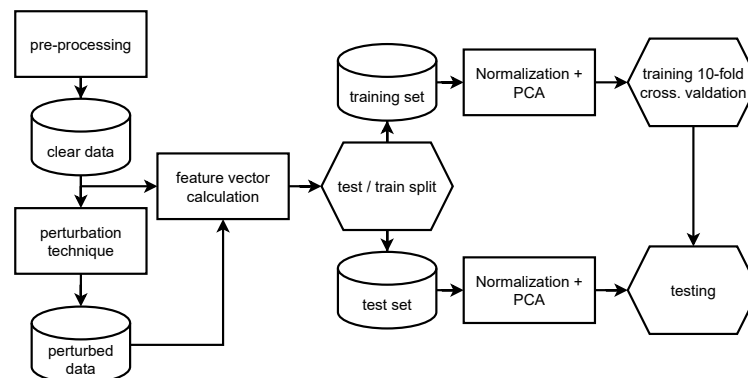 pre-processing
clear data
perturbation
technique
perturbed
data
feature vector
calculation
test / train split
training set
Normalization +
PCA
training 10-fold
cross. valdation
test set
Normalization +
PCA
testing